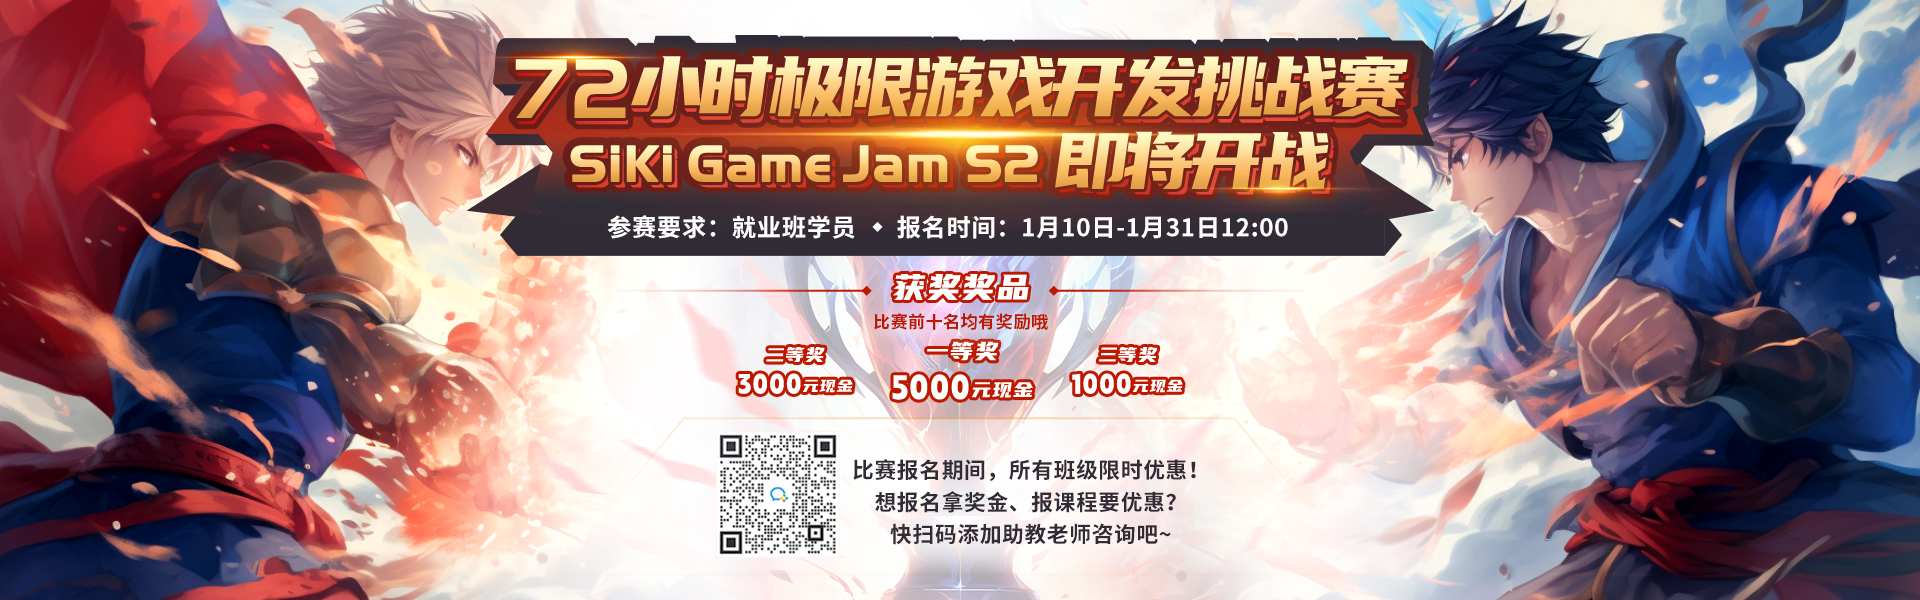 72小时极限游戏开发挑战赛
SiKi Game Jam S2 即将开战
参赛要求：就业班学员 ◆ 报名时间：1月10日-1月31日12:00
获奖奖品
比赛前十名均有奖励哦
二等奖 一等奖 三等奖
3000元现金 5000元现金 1000元现金
比赛报名期间，所有班级限时优惠！
想报名拿奖金、报课程要优惠？
快扫码添加助教老师咨询吧~